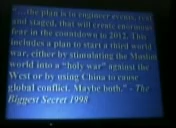 "...the plan is to engineer events, real
and staged, that will create enormous
fear in the countdown to 2012. This
includes a plan to start a third world
war, either by stimulating the Muslim
world into a "holy war" against the
West or by using China to cause
global conflict. Maybe both." - The
Biggest Secret 1998